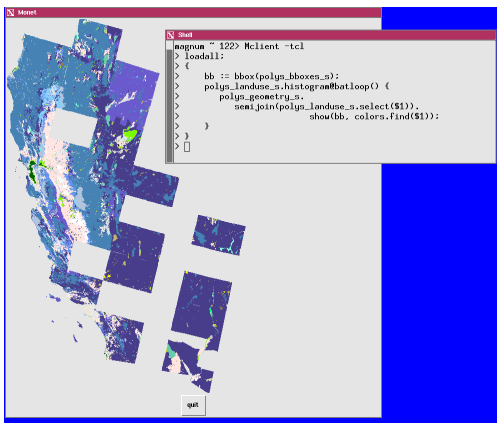 Monet
Shell
magnum ~ 122> Mclient -tcl
> loadall;
> {
>     bb := bbox(polys_bboxes_s);
>     polys_landuse_s.histogram@batloop() {
>        polys_geometry_s.
>           semijoin(polys_landuse_s.select($1)).
>                          show(bb, colors.find($1));
>     }
> }
>
quit